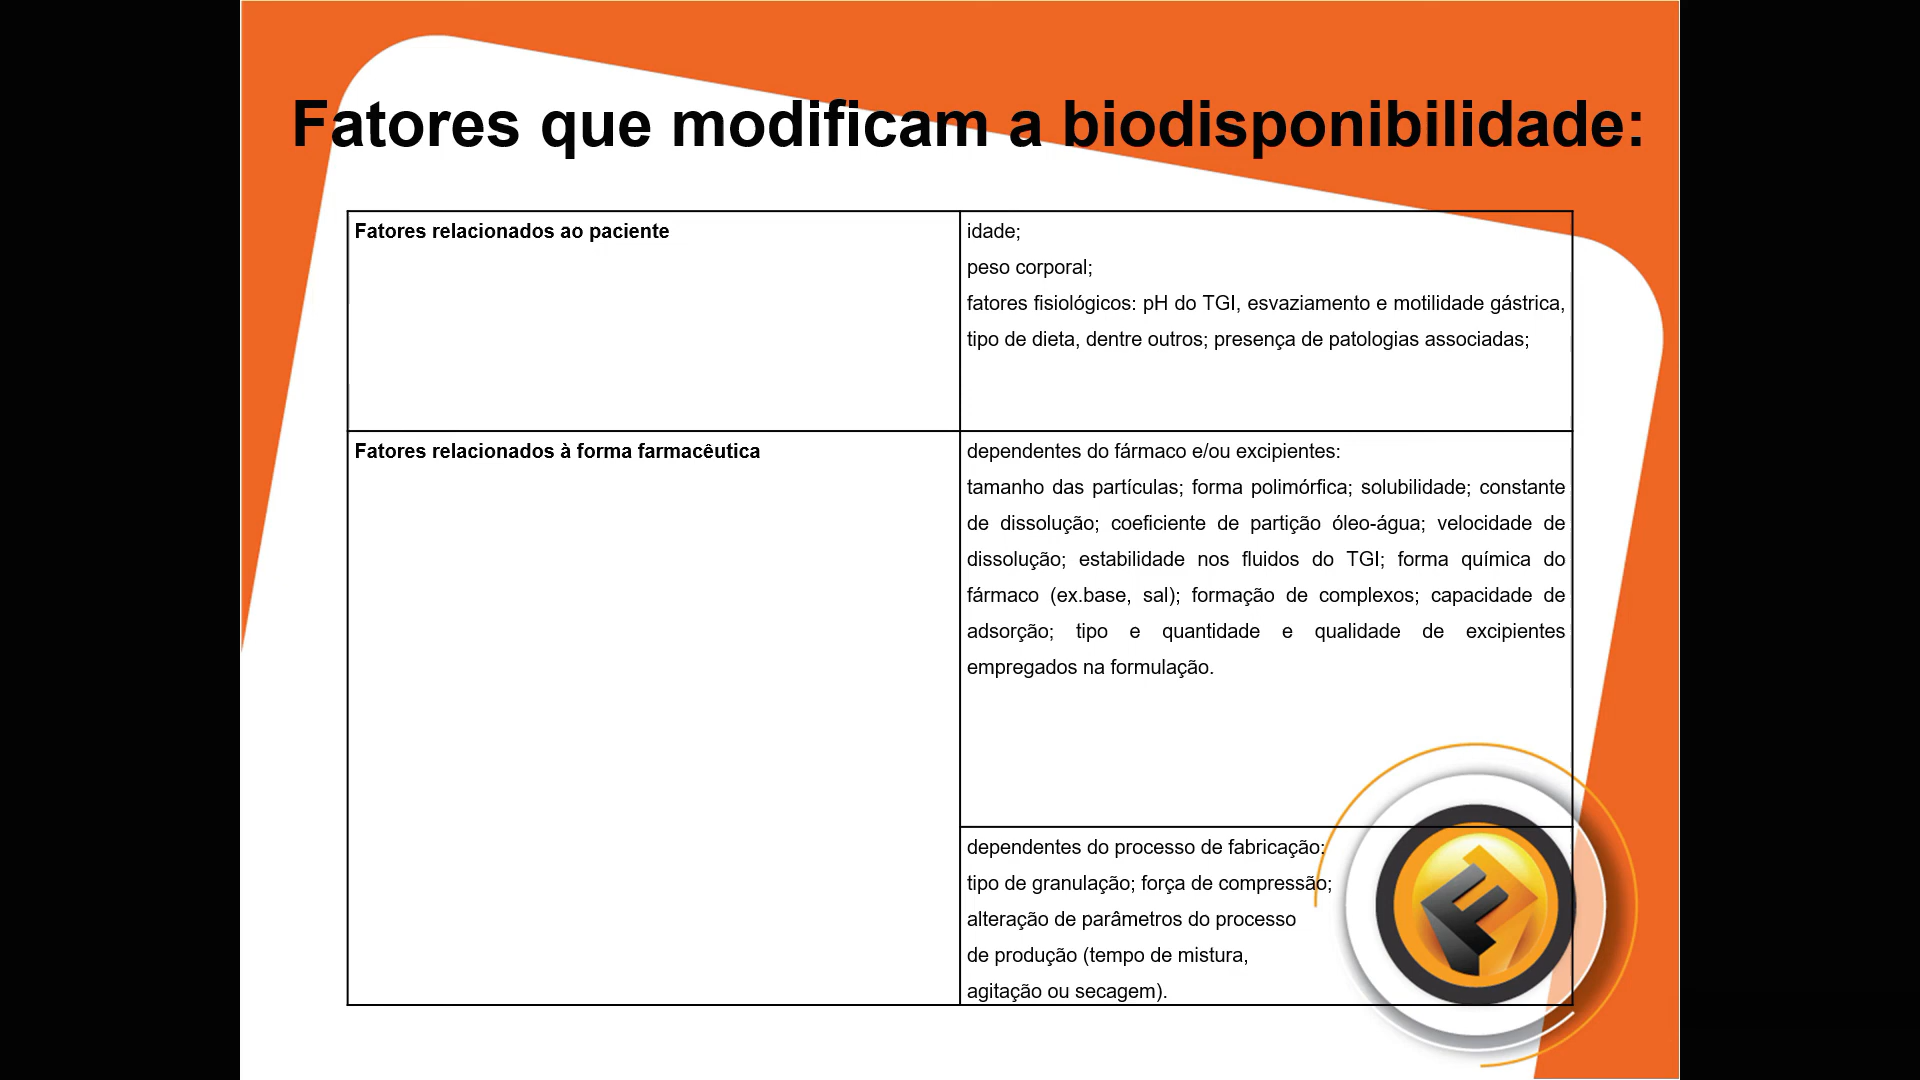 Fatores que modificam a biodisponibilidade:
Fatores relacionados ao paciente
idade;
peso corporal;
fatores fisiológicos: pH do TGI, esvaziamento e motilidade gástrica,
tipo de dieta, dentre outros; presença de patologias associadas;
Fatores relacionados à forma farmacêutica
dependentes do fármaco e/ou excipientes:
tamanho das partículas; forma polimórfica; solubilidade; constante
de dissolução; coeficiente de partição óleo-água; velocidade de
dissolução; estabilidade nos fluidos do TGI; forma química do
fármaco (ex.base, sal); formação de complexos; capacidade de
adsorção; tipo e quantidade e qualidade de excipientes
empregados na formulação.
dependentes do processo de fabricação:
tipo de granulação; força de compressão;
alteração de parâmetros do processo
de produção (tempo de mistura,
agitação ou secagem).